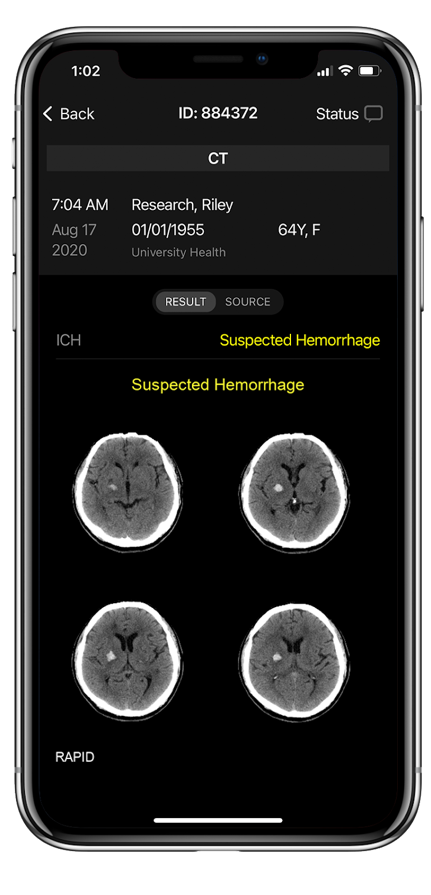 1:02
Back ID: 884372 Status
CT
7:04 AM Research, Riley
Aug 17 01/01/1955 64Y, F
2020 University Health
RESULT SOURCE
ICH Suspected Hemorrhage
Suspected Hemorrhage
RAPID